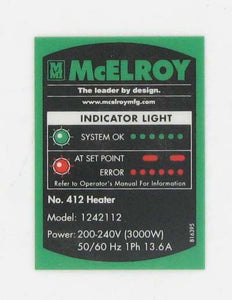 McELROY
The leader by design.
www.mcelroymfg.com
INDICATOR LIGHT
SYSTEM OK
AT SET POINT
ERROR
Refer to Operator's Manual For Information
No. 412 Heater
Model: 1242112
Power: 200-240V (3000W)
50/60 Hz 1Ph 13.6A